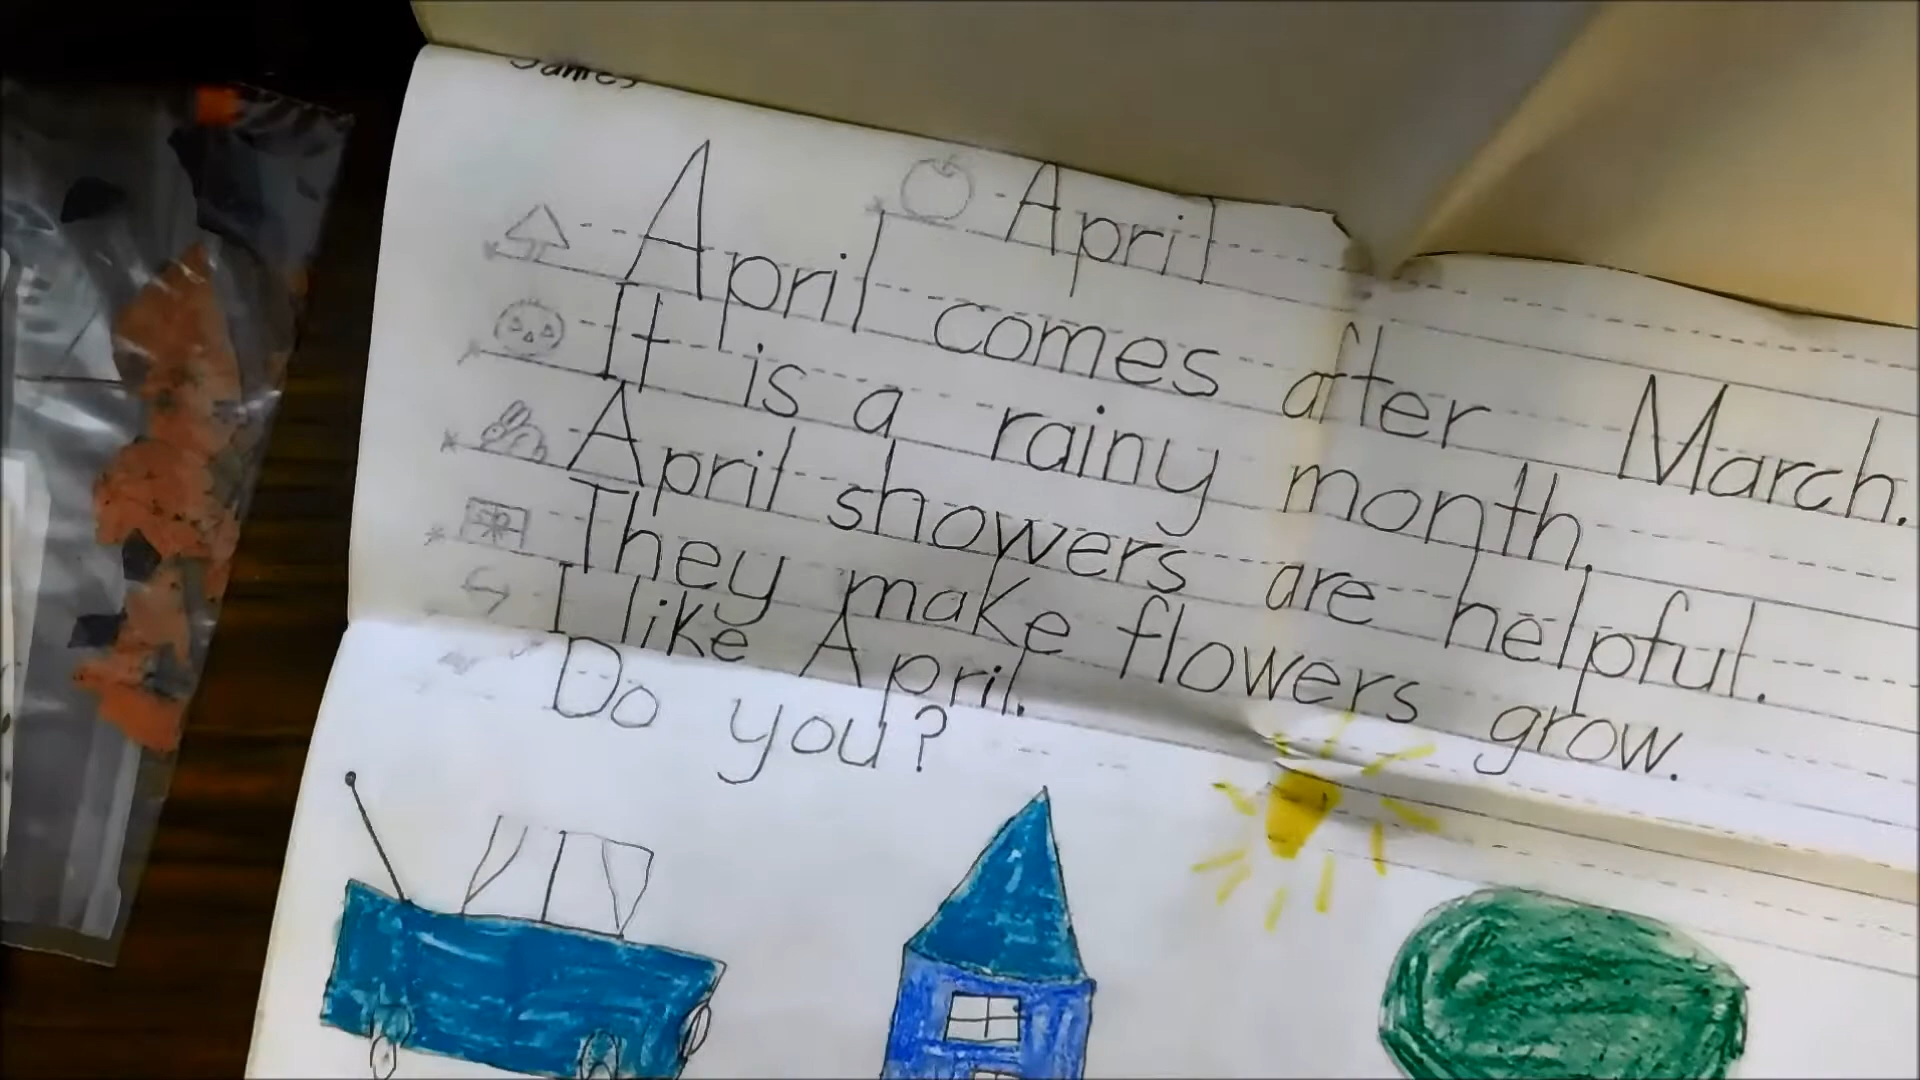 James
April
April comes after March.
It is a rainy month.
April showers are helpful.
They make flowers grow.
I like April.
Do you?